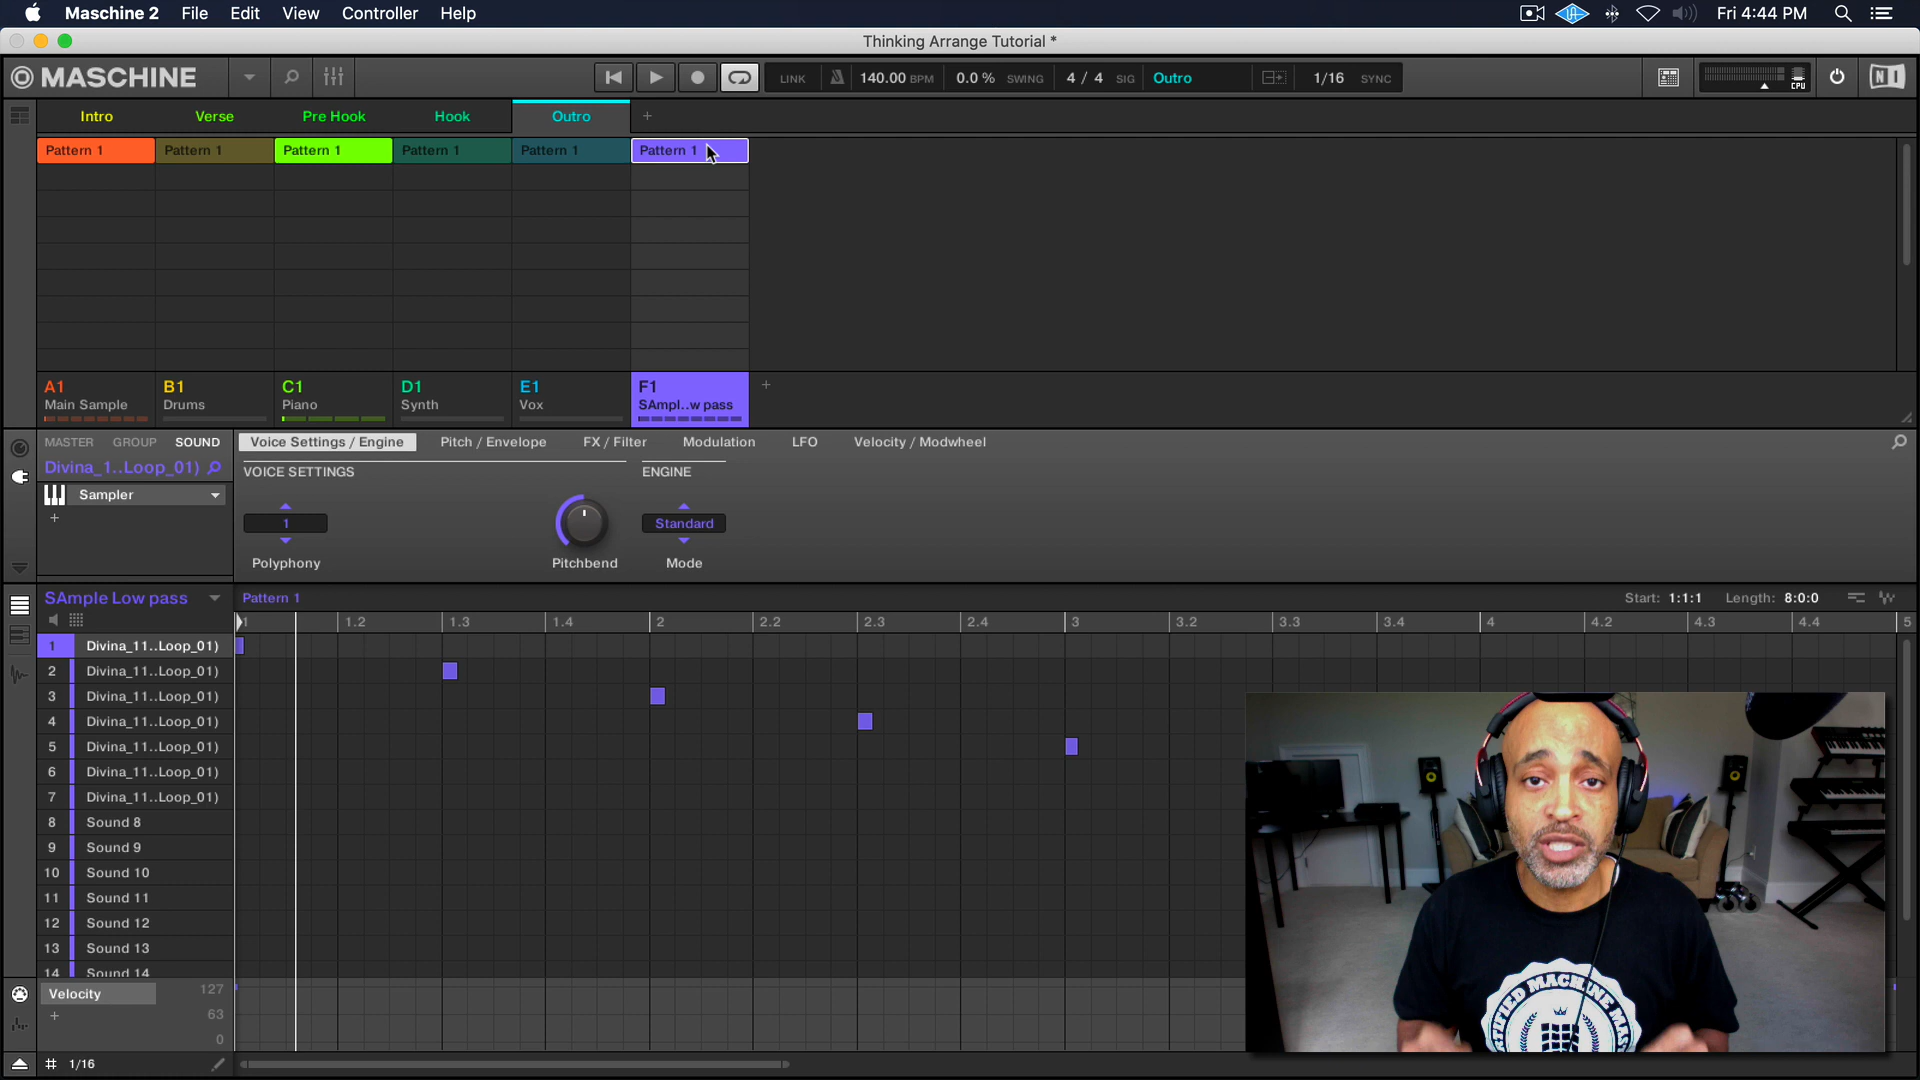 Maschine 2 File Edit View Controller Help Fri 4:44 PM
Thinking Arrange Tutorial *
MASCHINE LINK 140.00 BPM 0.0 % SWING 4 / 4 SIG Outro 1/16 SYNC CPU NI
Intro Verse Pre Hook Hook Outro +
Pattern 1 Pattern 1 Pattern 1 Pattern 1 Pattern 1 Pattern 1
A1 B1 C1 D1 E1 F1 +
Main Sample Drums Piano Synth Vox SAmpl..w pass
MASTER GROUP SOUND Voice Settings / Engine Pitch / Envelope FX / Filter Modulation LFO Velocity / Modwheel
Divina_1..Loop_01) VOICE SETTINGS ENGINE
Sampler
+ 1 Standard
Polyphony Pitchbend Mode
SAmple Low pass Pattern 1 Start: 1:1:1 Length: 8:0:0
1 1.2 1.3 1.4 2 2.2 2.3 2.4 3 3.2 3.3 3.4 4 4.2 4.3 4.4 5
1 Divina_11..Loop_01)
2 Divina_11..Loop_01)
3 Divina_11..Loop_01)
4 Divina_11..Loop_01)
5 Divina_11..Loop_01)
6 Divina_11..Loop_01)
7 Divina_11..Loop_01)
8 Sound 8
9 Sound 9
10 Sound 10
11 Sound 11
12 Sound 12
13 Sound 13
14 Sound 14
Velocity 127
+ 63
0
# 1/16
MACHINE